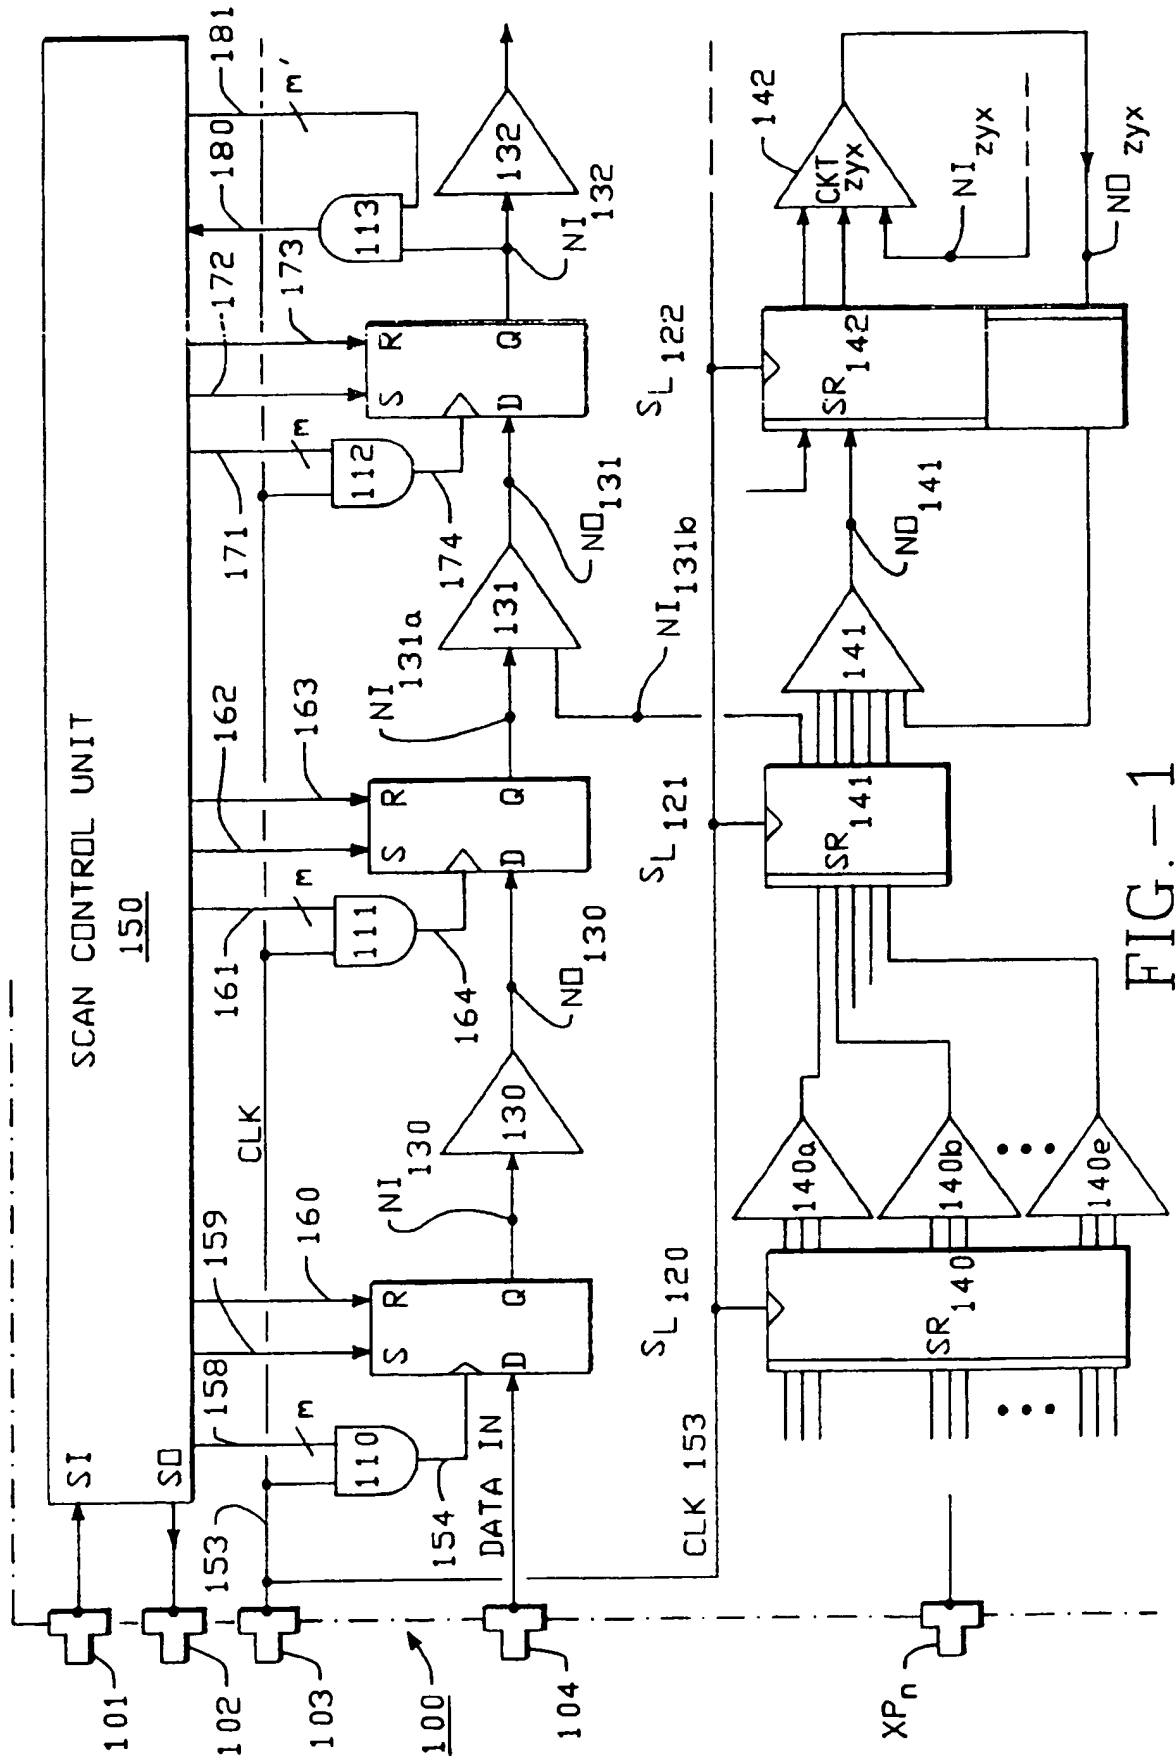 SCAN CONTROL UNIT
150
SI
SO
101
102
103
100
104
XPn
153
158
159
160
161
162
163
171
172
173
180
181
CLK
m
m
m
m'
110
111
112
113
154
164
174
DATA IN
S
R
D
Q
S
R
D
Q
S
R
D
Q
NI130
130
NO130
NI131a
131
NO131
NI132
132
NI131b
SL120
SL121
SL122
CLK 153
SR140
140a
140b
140e
SR141
141
NO141
SR142
CKT
zyx
142
NIzyx
NOzyx
FIG.-1